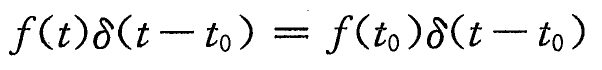 f(t)δ(t − t₀) = f(t₀)δ(t − t₀)